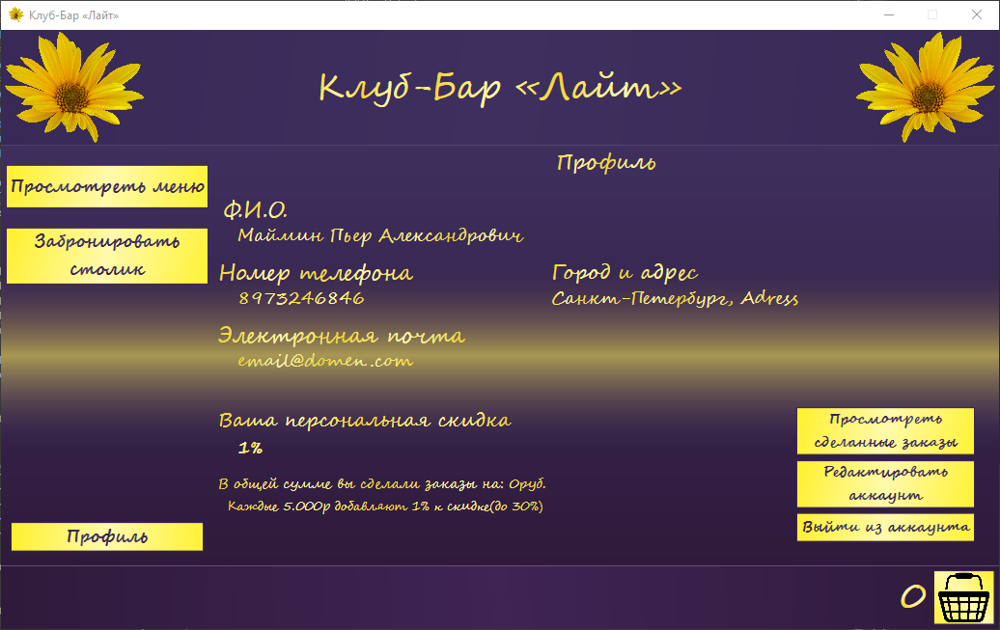 Клуб-Бар «Лайт»
Клуб-Бар «Лайт»
Профиль
Просмотреть меню
Забронировать
столик
Ф.И.О.
Маймин Пьер Александрович
Номер телефона
8973246846
Город и адрес
Санкт-Петербург, Adress
Электронная почта
email@domen.com
Ваша персональная скидка
1%
В общей сумме вы сделали заказы на: 0руб.
Каждые 5.000р добавляют 1% к скидке(до 30%)
Просмотреть
сделанные заказы
Редактировать
аккаунт
Выйти из аккаунта
Профиль
0